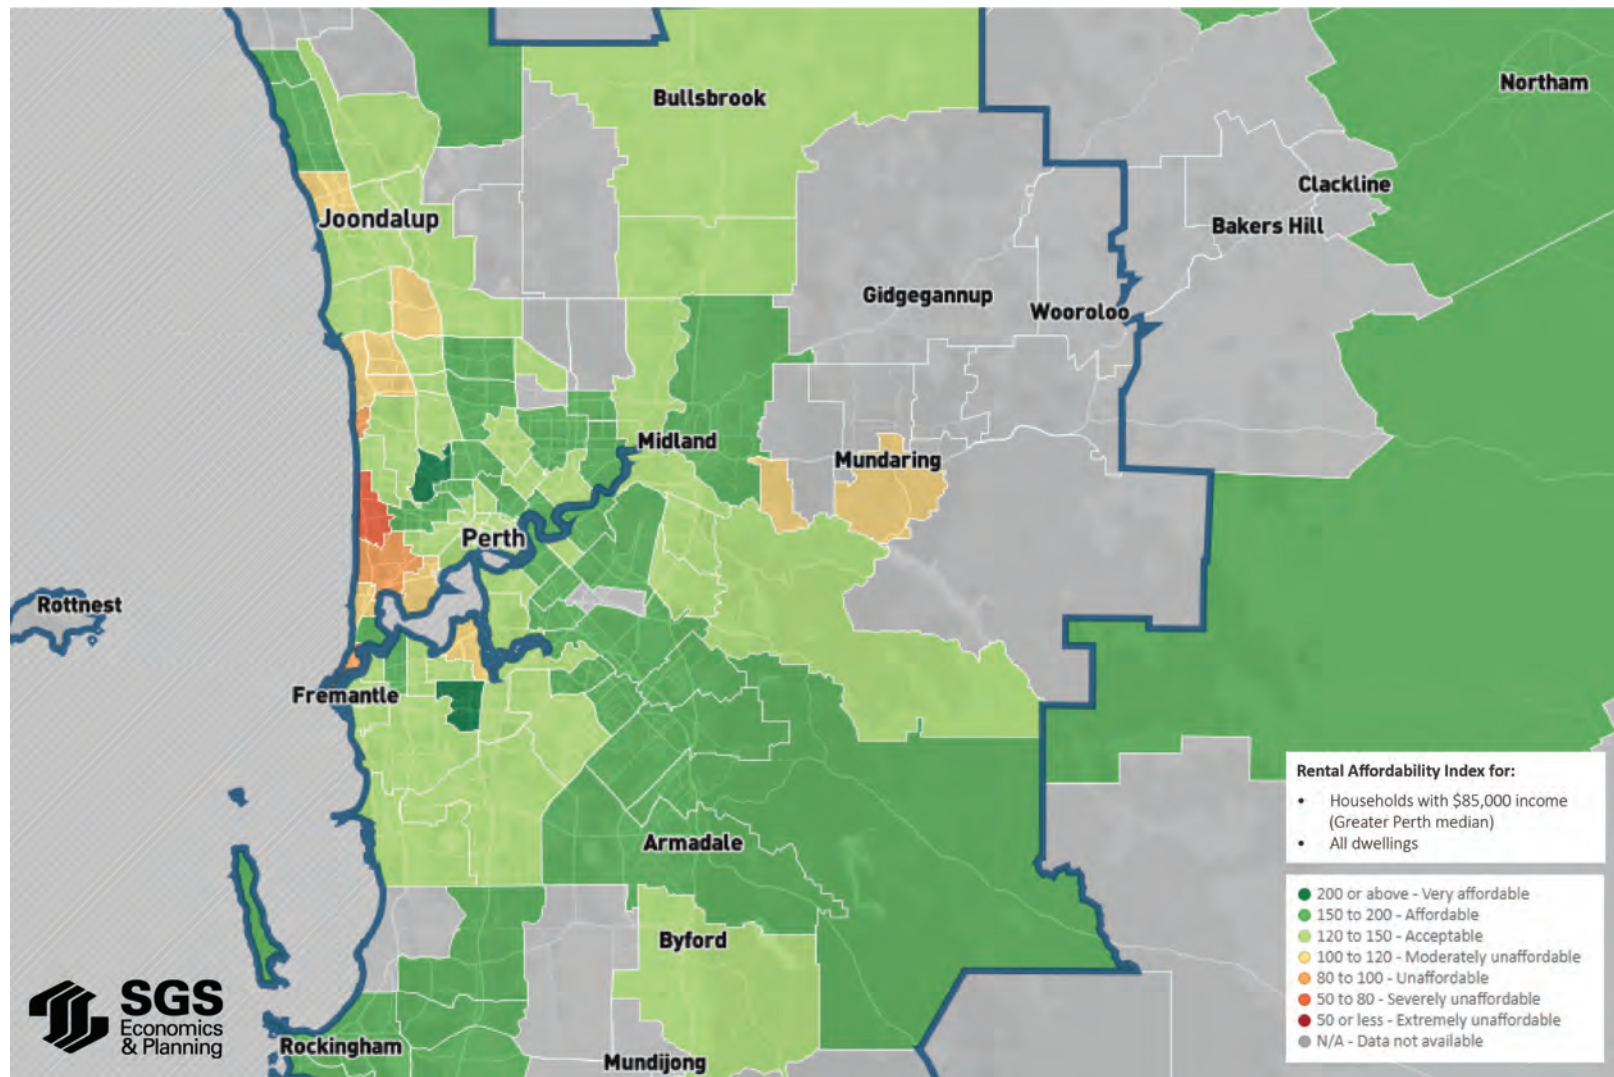 Northam
Bullsbrook
Clackline
Joondalup
Bakers Hill
Gidgegannup
Wooroloo
Midland
Mundaring
Perth
Rottnest
Fremantle
Armadale
Byford
Rockingham
Mundijong
SGS
Economics
& Planning
Rental Affordability Index for:
• Households with $85,000 income
(Greater Perth median)
• All dwellings
200 or above - Very affordable
150 to 200 - Affordable
120 to 150 - Acceptable
100 to 120 - Moderately unaffordable
80 to 100 - Unaffordable
50 to 80 - Severely unaffordable
50 or less - Extremely unaffordable
N/A - Data not available